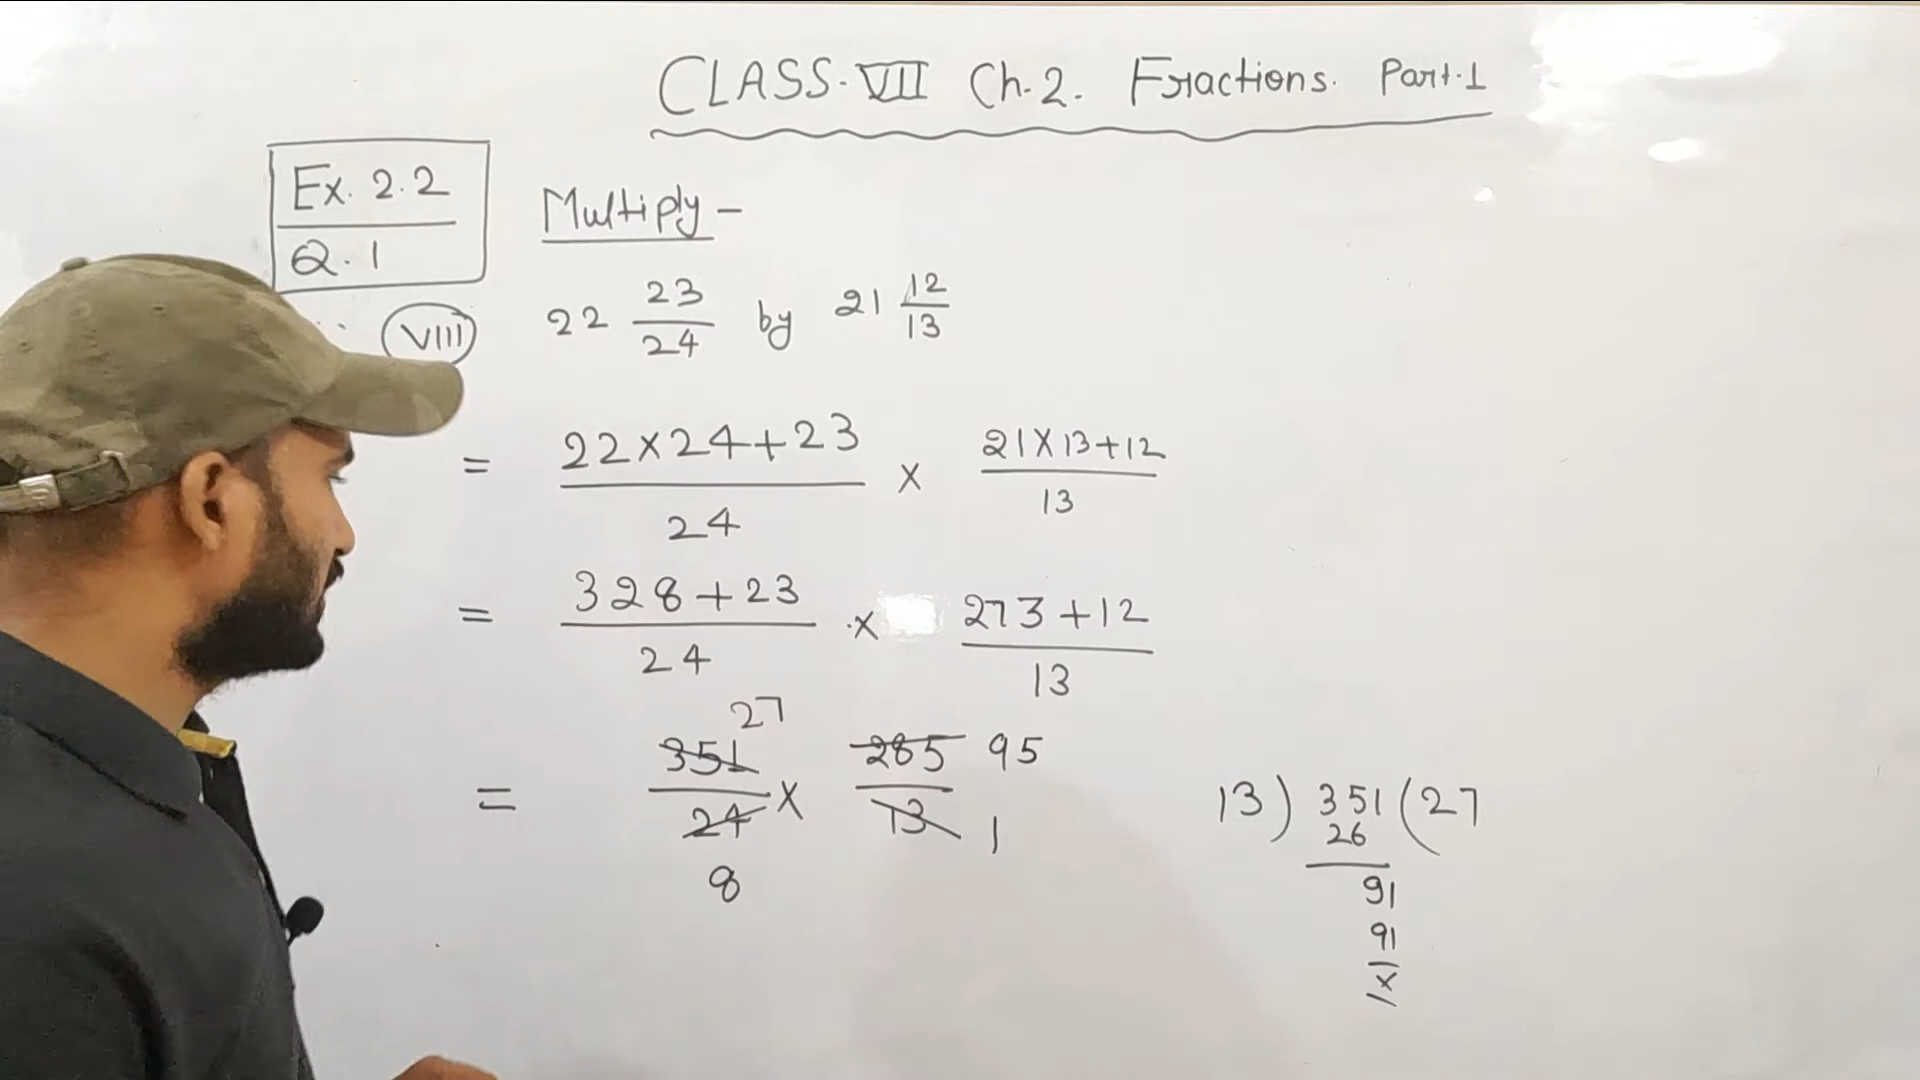 CLASS-VII Ch.2. Fractions. Part-1
Ex. 2.2
Q.1
Multiply -
VIII 22 23/24 by 21 12/13
= 22×24+23/24 × 21×13+12/13
= 328+23/24 × 273+12/13
27
= 351/24 × 285/13 95
8 1
13) 351 (27
26
91
91
×